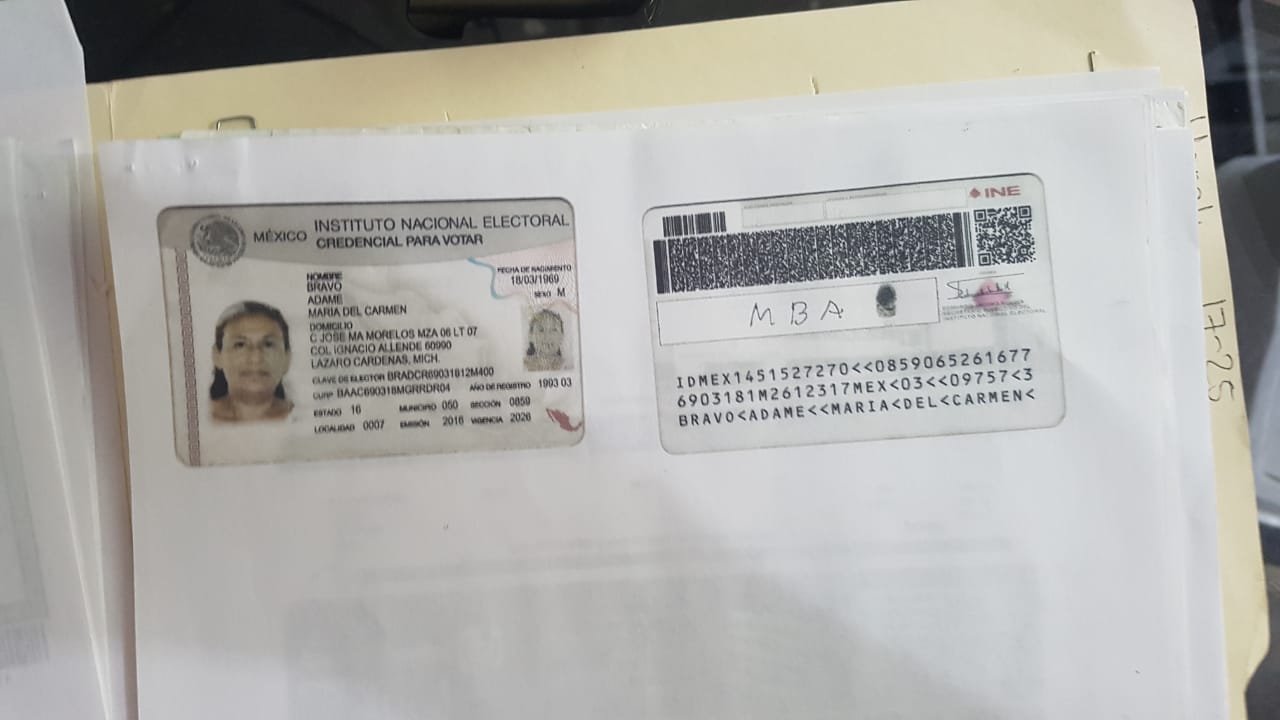 MÉXICO
INSTITUTO NACIONAL ELECTORAL
CREDENCIAL PARA VOTAR
NOMBRE
BRAVO
ADAME
MARIA DEL CARMEN
FECHA DE NACIMIENTO
18/03/1969
SEXO M
DOMICILIO
C JOSE MA MORELOS MZA 06 LT 07
COL IGNACIO ALLENDE 60990
LAZARO CARDENAS, MICH.
CLAVE DE ELECTOR BRADCR69031812M400
CURP BAAC690318MGRRDR04 AÑO DE REGISTRO 1993 03
ESTADO 16 MUNICIPIO 050 SECCIÓN 0859
LOCALIDAD 0007 EMISIÓN 2016 VIGENCIA 2026
INE
MBA
INSTITUTO NACIONAL ELECTORAL
IDMEX1451527270<<0859065261677
6903181M2612317MEX<03<<09757<3
BRAVO<ADAME<<MARIA<DEL<CARMEN<